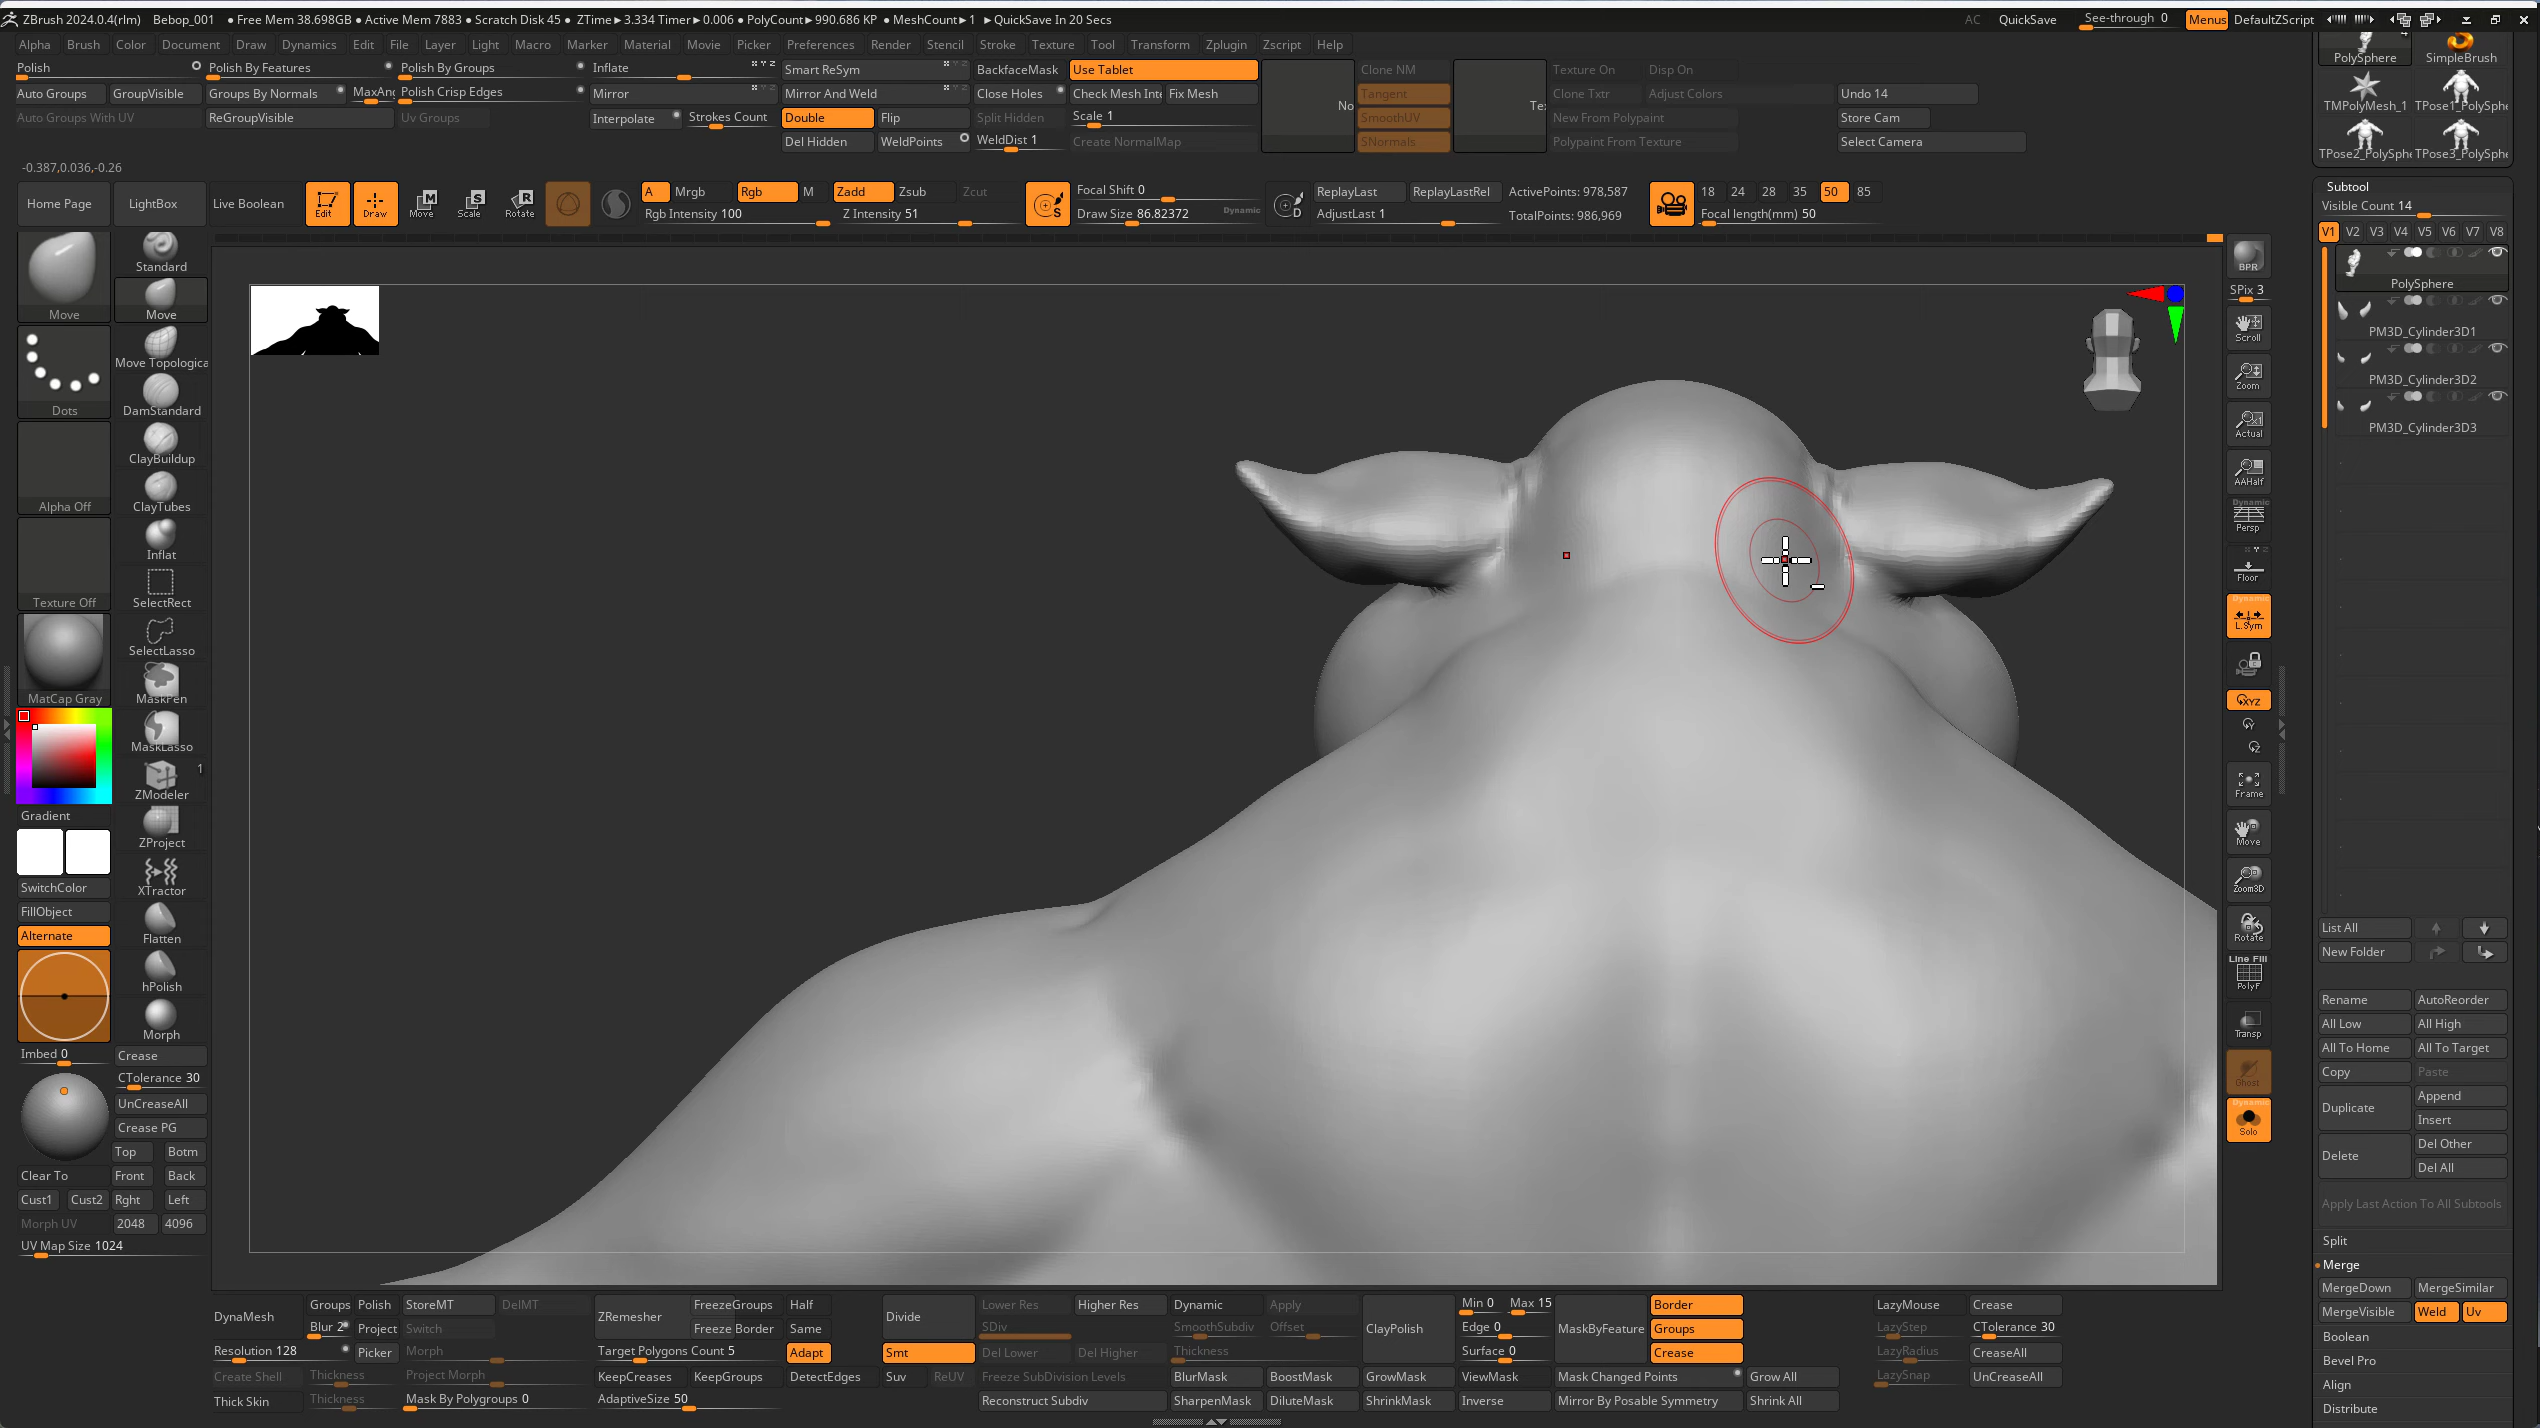 ZBrush 2024.0.4(rlm) Bebop_001 ● Free Mem 38.698GB ● Active Mem 7883 ● Scratch Disk 45 ● ZTime►3.334 Timer►0.006 ● PolyCount►990.686 KP ● MeshCount►1 ►QuickSave In 20 Secs AC QuickSave See-through 0 Menus DefaultZScript
Alpha Brush Color Document Draw Dynamics Edit File Layer Light Macro Marker Material Movie Picker Preferences Render Stencil Stroke Texture Tool Transform Zplugin Zscript Help
Polish Polish By Features Polish By Groups Inflate Smart ReSym BackfaceMask Use Tablet Clone NM Texture On Disp On
Auto Groups GroupVisible Groups By Normals MaxAn Polish Crisp Edges Mirror Mirror And Weld Close Holes Check Mesh Inte Fix Mesh No Tangent Te: Clone Txtr Adjust Colors Undo 14
Auto Groups With UV ReGroupVisible Uv Groups Interpolate Strokes Count Double Flip Split Hidden Scale 1 SmoothUV New From Polypaint Store Cam
Del Hidden WeldPoints WeldDist 1 Create NormalMap SNormals Polypaint From Texture Select Camera
-0.387,0.036,-0.26
Home Page LightBox Live Boolean Edit Draw Move Scale Rotate
A Mrgb Rgb M Zadd Zsub Zcut
Rgb Intensity 100 Z Intensity 51
S Focal Shift 0
Draw Size 86.82372 Dynamic
D ReplayLast ReplayLastRel ActivePoints: 978,587
AdjustLast 1 TotalPoints: 986,969
18 24 28 35 50 85
Focal length(mm) 50
Move
Dots
Alpha Off
Texture Off
MatCap Gray
Gradient
SwitchColor
FillObject
Alternate
Imbed 0
Standard
Move
Move Topologica
DamStandard
ClayBuildup
ClayTubes
Inflat
SelectRect
SelectLasso
MaskPen
MaskLasso
1
ZModeler
ZProject
XTractor
Flatten
hPolish
Morph
Crease
CTolerance 30
UnCreaseAll
Crease PG
Top Botm
Clear To Front Back
Cust1 Cust2 Rght Left
Morph UV 2048 4096
UV Map Size 1024
BPR
SPix 3
Scroll
Zoom
Actual
AAHalf
Dynamic
Persp
Floor
Dynamic
L.Sym
XYZ
Y
Z
Frame
Move
Zoom3D
Rotate
Line Fill
PolyF
Transp
Ghost
Dynamic
Solo
4
PolySphere SimpleBrush
TMPolyMesh_1 TPose1_PolySphe
TPose2_PolySphe TPose3_PolySphe
Subtool
Visible Count 14
V1 V2 V3 V4 V5 V6 V7 V8
PolySphere
PM3D_Cylinder3D1
PM3D_Cylinder3D2
PM3D_Cylinder3D3
List All
New Folder
Rename AutoReorder
All Low All High
All To Home All To Target
Copy Paste
Duplicate Append
Insert
Delete Del Other
Del All
Apply Last Action To All Subtools
Split
Merge
MergeDown MergeSimilar
MergeVisible Weld Uv
Boolean
Bevel Pro
Align
Distribute
DynaMesh Groups Polish StoreMT DelMT ZRemesher FreezeGroups Half Divide Lower Res Higher Res Dynamic Apply ClayPolish Min 0 Max 15 MaskByFeature Border LazyMouse Crease
Blur 2 Project Switch Freeze Border Same SDiv SmoothSubdiv Offset Edge 0 Groups LazyStep CTolerance 30
Resolution 128 Picker Morph Target Polygons Count 5 Adapt Smt Del Lower Del Higher Thickness Surface 0 Crease LazyRadius CreaseAll
Create Shell Thickness Project Morph KeepCreases KeepGroups DetectEdges Suv ReUV Freeze SubDivision Levels BlurMask BoostMask GrowMask ViewMask Mask Changed Points Grow All LazySnap UnCreaseAll
Thick Skin Thickness Mask By Polygroups 0 AdaptiveSize 50 Reconstruct Subdiv SharpenMask DiluteMask ShrinkMask Inverse Mirror By Posable Symmetry Shrink All